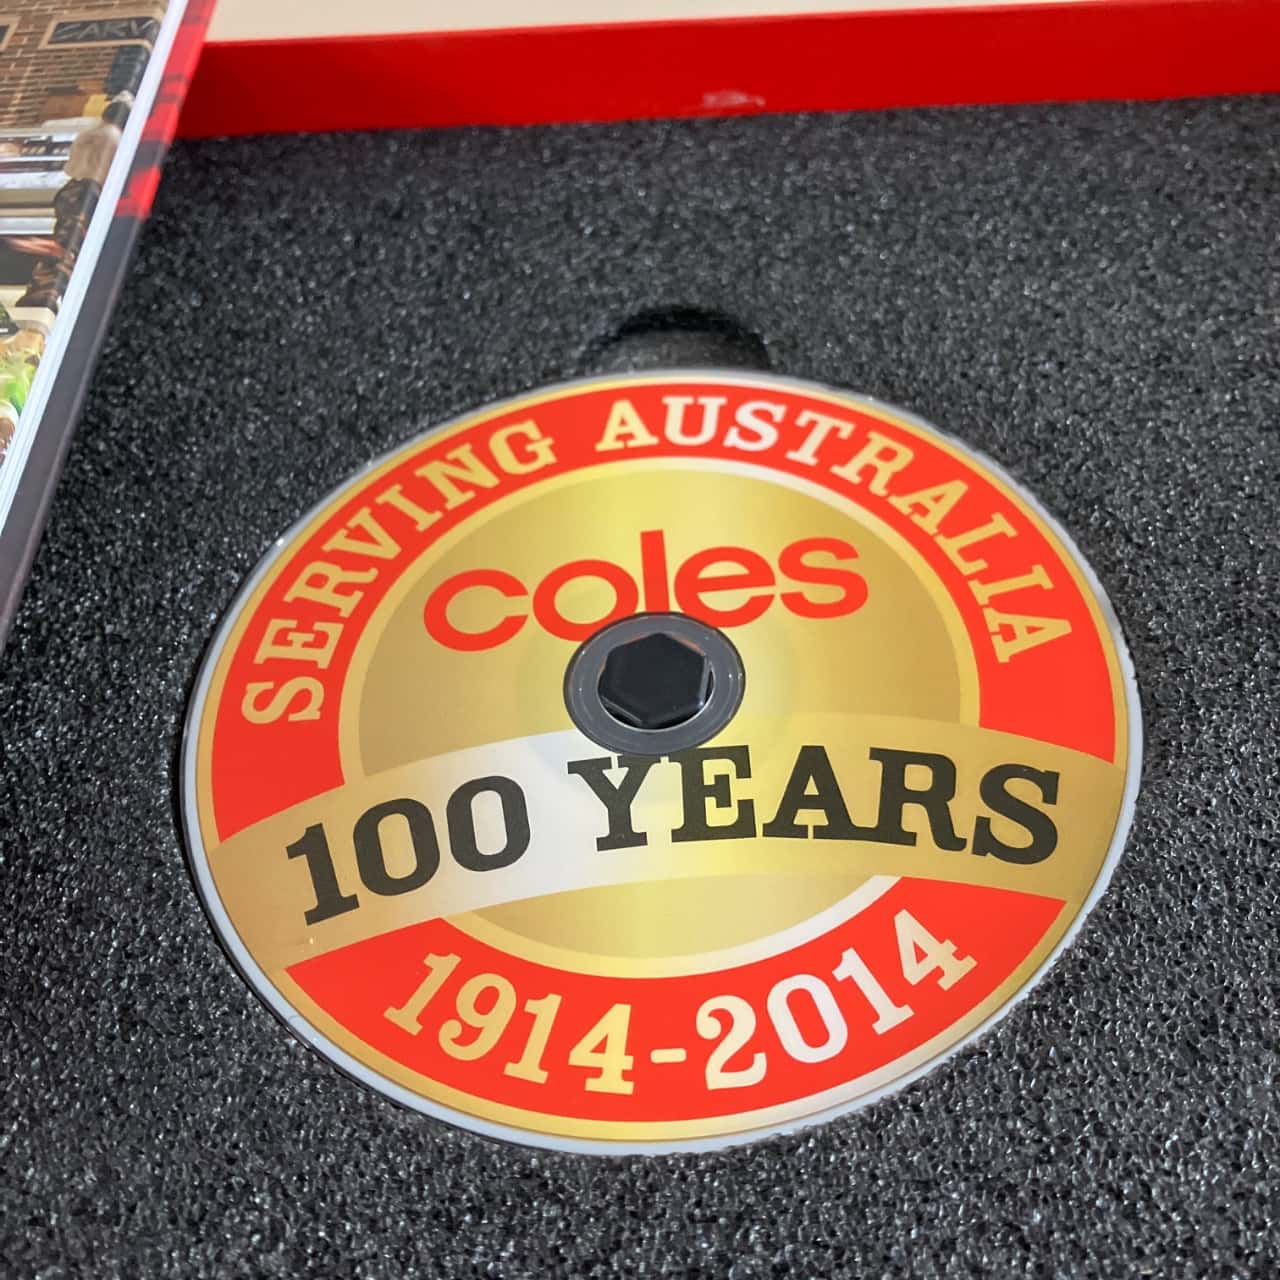 SERVING AUSTRALIA
coles
100 YEARS
1914-2014